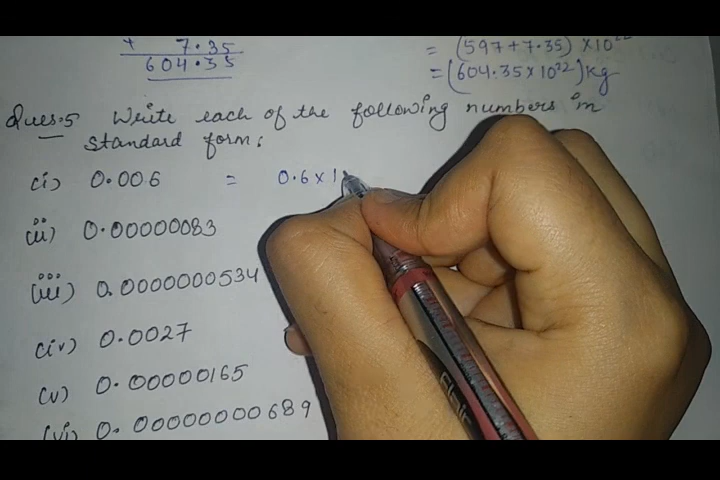 + 7.35
604.35
= (597+7.35) ×10²²
= (604.35×10²²)kg
Ques:5 Write each of the following numbers in
standard form:
(i) 0.006 = 0.6×1
(ii) 0.00000083
(iii) 0.0000000534
(iv) 0.0027
(v) 0.00000165
(vi) 0.00000000689
Flair